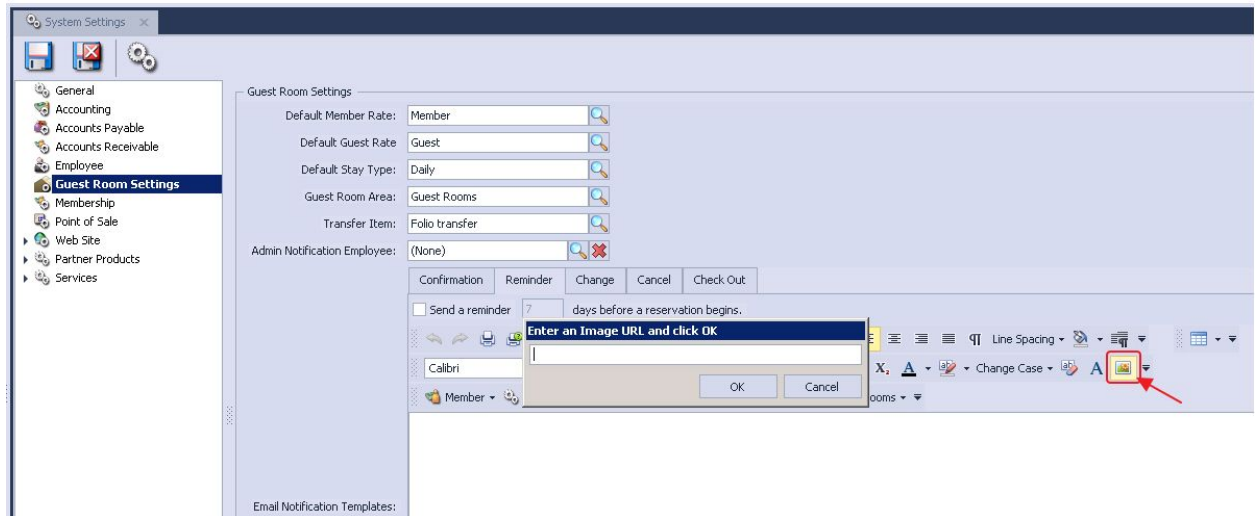 System Settings
General
Accounting
Accounts Payable
Accounts Receivable
Employee
Guest Room Settings
Membership
Point of Sale
Web Site
Partner Products
Services
Guest Room Settings
Default Member Rate: Member
Default Guest Rate Guest
Default Stay Type: Daily
Guest Room Area: Guest Rooms
Transfer Item: Folio transfer
Admin Notification Employee: (None)
Confirmation Reminder Change Cancel Check Out
Send a reminder 7 days before a reservation begins.
Enter an Image URL and click OK
OK Cancel
Line Spacing
Calibri
Change Case
Member
ooms
Email Notification Templates: